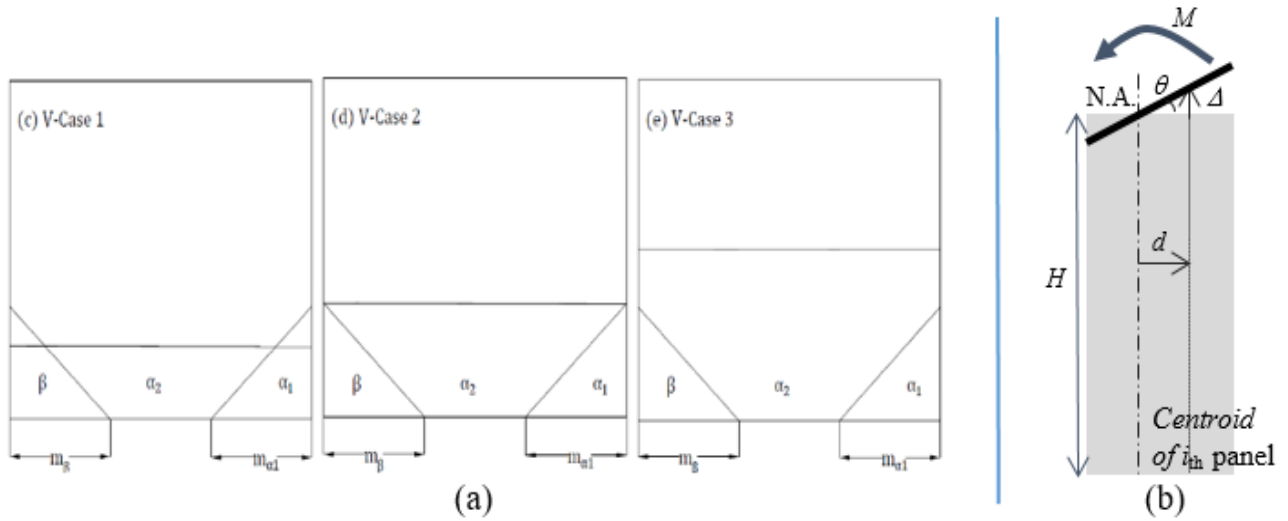 (c) V-Case 1
(d) V-Case 2
(e) V-Case 3
β α₂ α₁
β α₂ α₁
β α₂ α₁
mᵦ mα1
mᵦ mα1
mᵦ mα1
(a)
M
N.A. θ Δ
d
H
Centroid
of ith panel
(b)